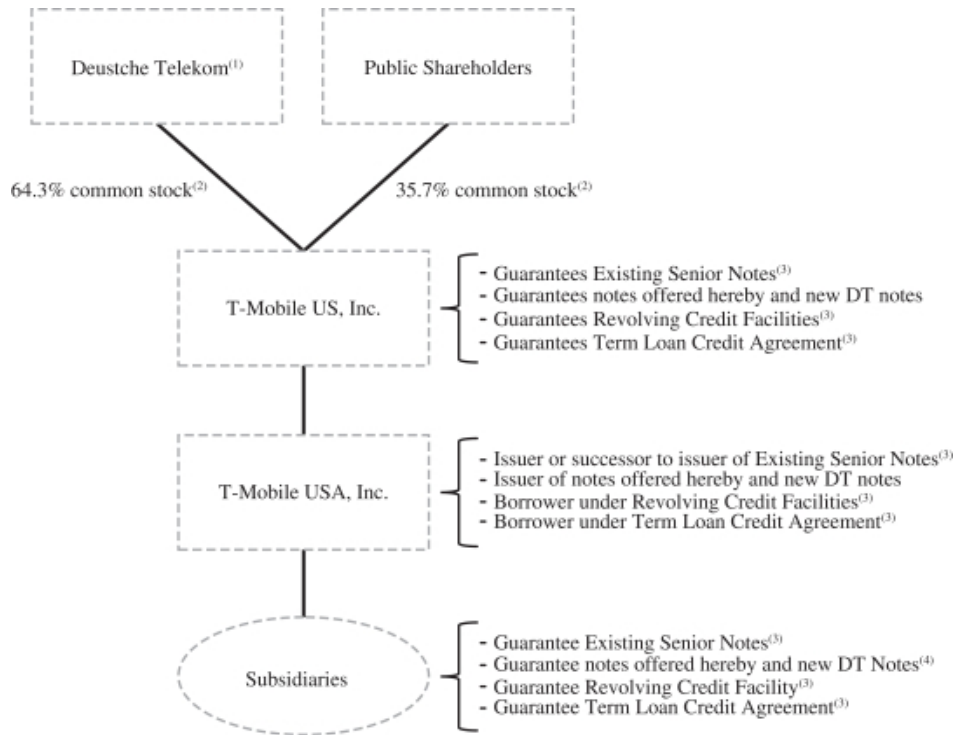 Deustche Telekom(1)
Public Shareholders
64.3% common stock(2)
35.7% common stock(2)
T-Mobile US, Inc.
- Guarantees Existing Senior Notes(3)
- Guarantees notes offered hereby and new DT notes
- Guarantees Revolving Credit Facilities(3)
- Guarantees Term Loan Credit Agreement(3)
T-Mobile USA, Inc.
- Issuer or successor to issuer of Existing Senior Notes(3)
- Issuer of notes offered hereby and new DT notes
- Borrower under Revolving Credit Facilities(3)
- Borrower under Term Loan Credit Agreement(3)
Subsidiaries
- Guarantee Existing Senior Notes(3)
- Guarantee notes offered hereby and new DT Notes(4)
- Guarantee Revolving Credit Facility(3)
- Guarantee Term Loan Credit Agreement(3)